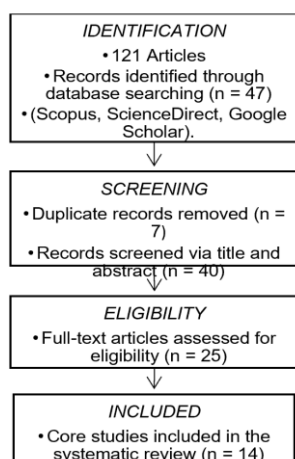 IDENTIFICATION
• 121 Articles
• Records identified through
database searching (n = 47)
• (Scopus, ScienceDirect, Google
Scholar).
SCREENING
• Duplicate records removed (n =
7)
• Records screened via title and
abstract (n = 40)
ELIGIBILITY
• Full-text articles assessed for
eligibility (n = 25)
INCLUDED
• Core studies included in the
systematic review (n = 14)